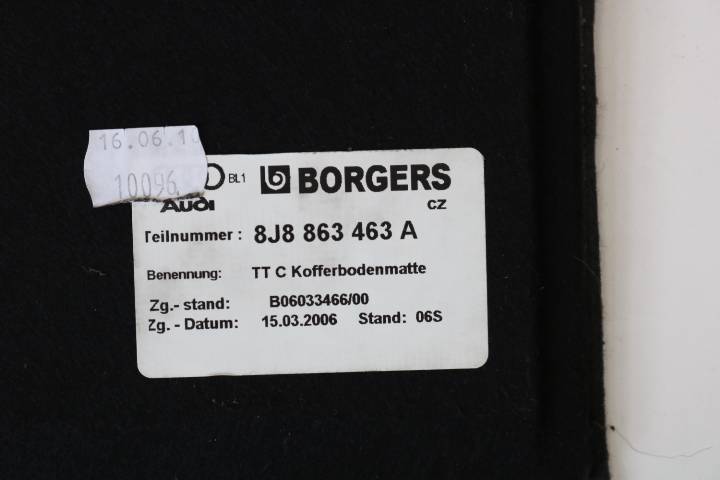 16.06.1
10096
BL1 BORGERS
Audi CZ
Teilnummer: 8J8 863 463 A
Benennung: TT C Kofferbodenmatte
Zg.- stand: B06033466/00
Zg. - Datum: 15.03.2006 Stand: 06S